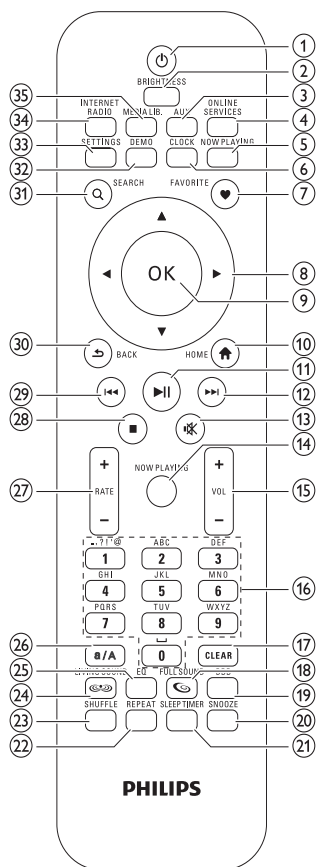 1
BRIGHTNESS
2
35
3
INTERNET
RADIO
MEDIA LIB.
AUX
ONLINE
SERVICES
34
4
SETTINGS
DEMO
CLOCK
NOW PLAYING
33
5
32
6
31
SEARCH
FAVORITE
7
OK
8
9
30
BACK
HOME
10
11
29
12
28
13
14
NOW PLAYING
+
+
27
RATE
VOL
15
–
–
. , ? ! ' @
ABC
DEF
1
2
3
GHI
JKL
MNO
4
5
6
16
PQRS
TUV
WXYZ
7
8
9
26
a/A
0
CLEAR
17
25
18
LIVING SOUND
EQ
FULL SOUND
24
19
SHUFFLE
REPEAT
SLEEP TIMER
SNOOZE
23
20
22
21
PHILIPS